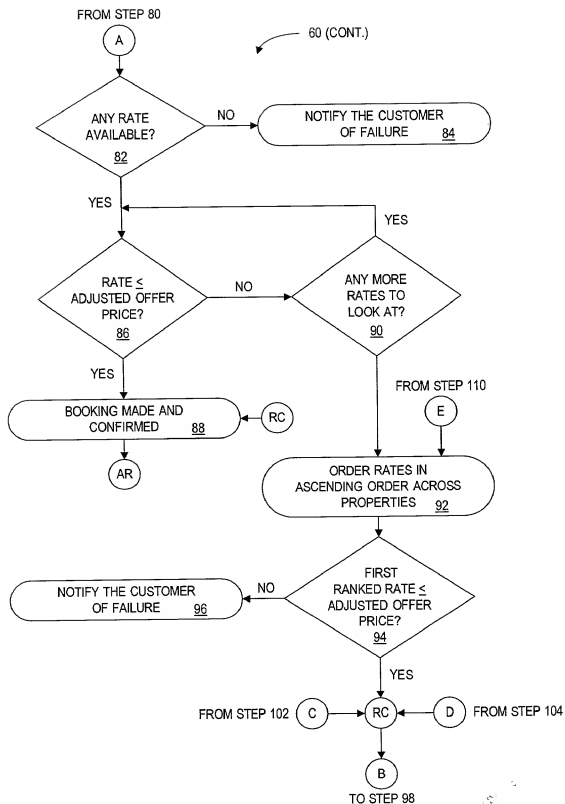 FROM STEP 80
A
60 (CONT.)
ANY RATE
AVAILABLE?
82
NO
NOTIFY THE CUSTOMER
OF FAILURE 84
YES
YES
RATE ≤
ADJUSTED OFFER
PRICE?
86
NO
ANY MORE
RATES TO
LOOK AT?
90
YES
FROM STEP 110
E
BOOKING MADE AND
CONFIRMED 88
RC
AR
ORDER RATES IN
ASCENDING ORDER ACROSS
PROPERTIES 92
FIRST
RANKED RATE ≤
ADJUSTED OFFER
PRICE?
94
NO
NOTIFY THE CUSTOMER
OF FAILURE 96
YES
FROM STEP 102 C
RC
D FROM STEP 104
B
TO STEP 98